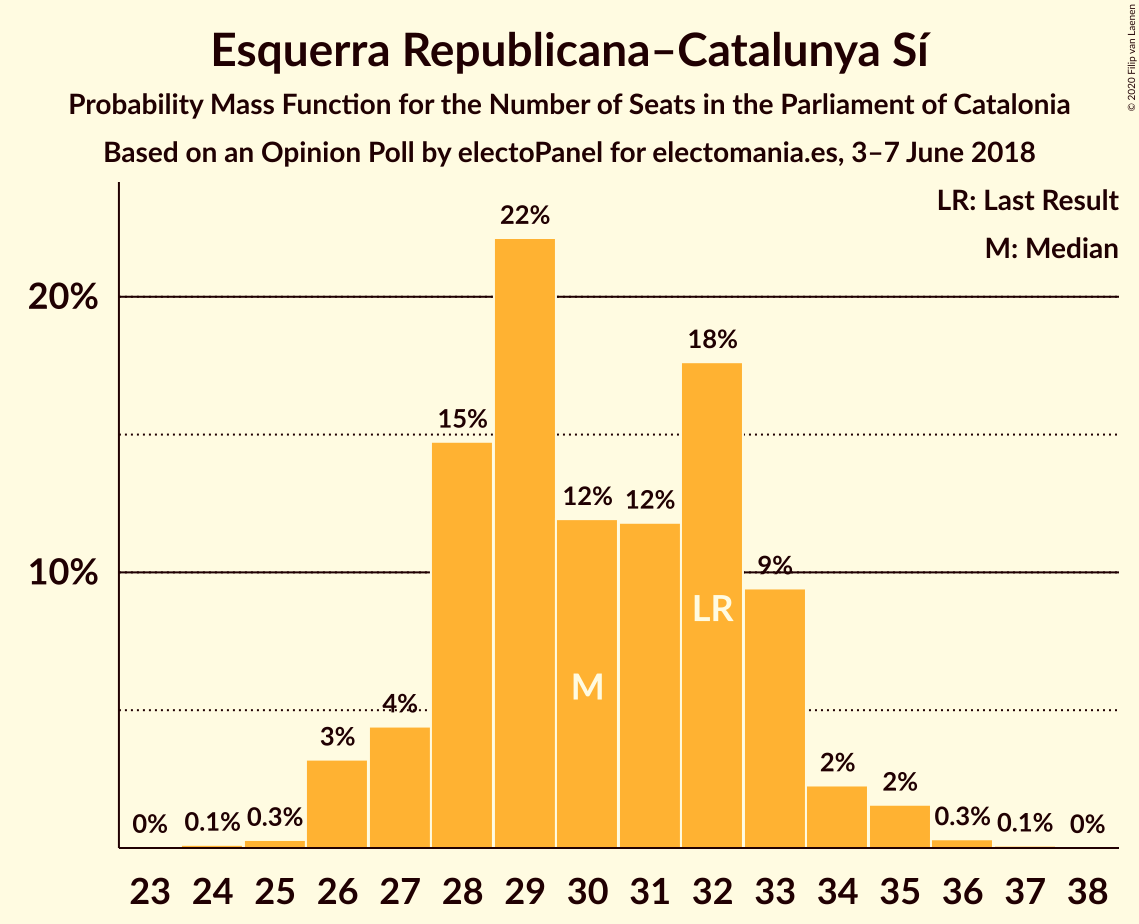 Esquerra Republicana–Catalunya Sí
Probability Mass Function for the Number of Seats in the Parliament of Catalonia
Based on an Opinion Poll by electoPanel for electomania.es, 3–7 June 2018
© 2020 Filip van Laenen
LR: Last Result
M: Median
20%
10%
0% 0.1% 0.3% 3% 4% 15% 22% 12% 12% 18% 9% 2% 2% 0.3% 0.1% 0%
LR
M
23 24 25 26 27 28 29 30 31 32 33 34 35 36 37 38